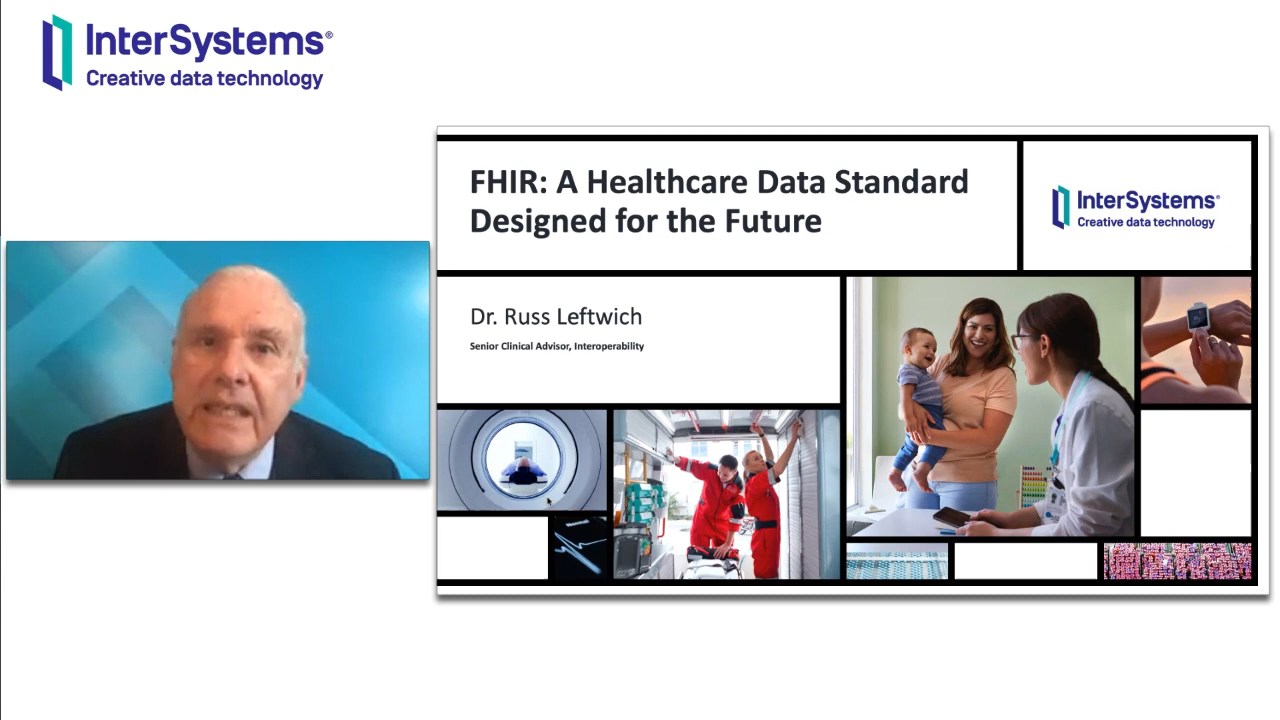 InterSystems®
Creative data technology
FHIR: A Healthcare Data Standard
Designed for the Future
InterSystems®
Creative data technology
Dr. Russ Leftwich
Senior Clinical Advisor, Interoperability